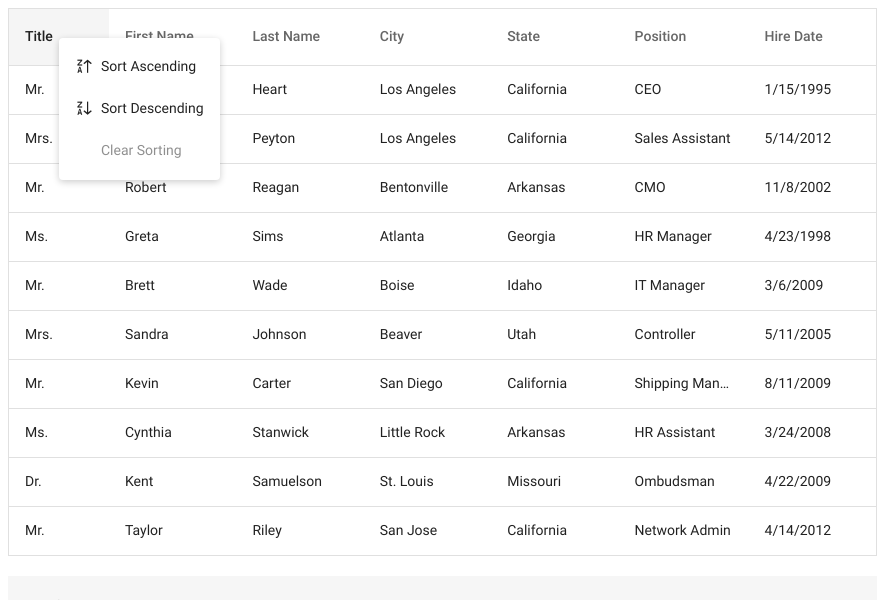 Title First Name Last Name City State Position Hire Date
Sort Ascending
Mr. Heart Los Angeles California CEO 1/15/1995
Sort Descending
Mrs. Peyton Los Angeles California Sales Assistant 5/14/2012
Clear Sorting
Mr. Robert Reagan Bentonville Arkansas CMO 11/8/2002
Ms. Greta Sims Atlanta Georgia HR Manager 4/23/1998
Mr. Brett Wade Boise Idaho IT Manager 3/6/2009
Mrs. Sandra Johnson Beaver Utah Controller 5/11/2005
Mr. Kevin Carter San Diego California Shipping Man... 8/11/2009
Ms. Cynthia Stanwick Little Rock Arkansas HR Assistant 3/24/2008
Dr. Kent Samuelson St. Louis Missouri Ombudsman 4/22/2009
Mr. Taylor Riley San Jose California Network Admin 4/14/2012